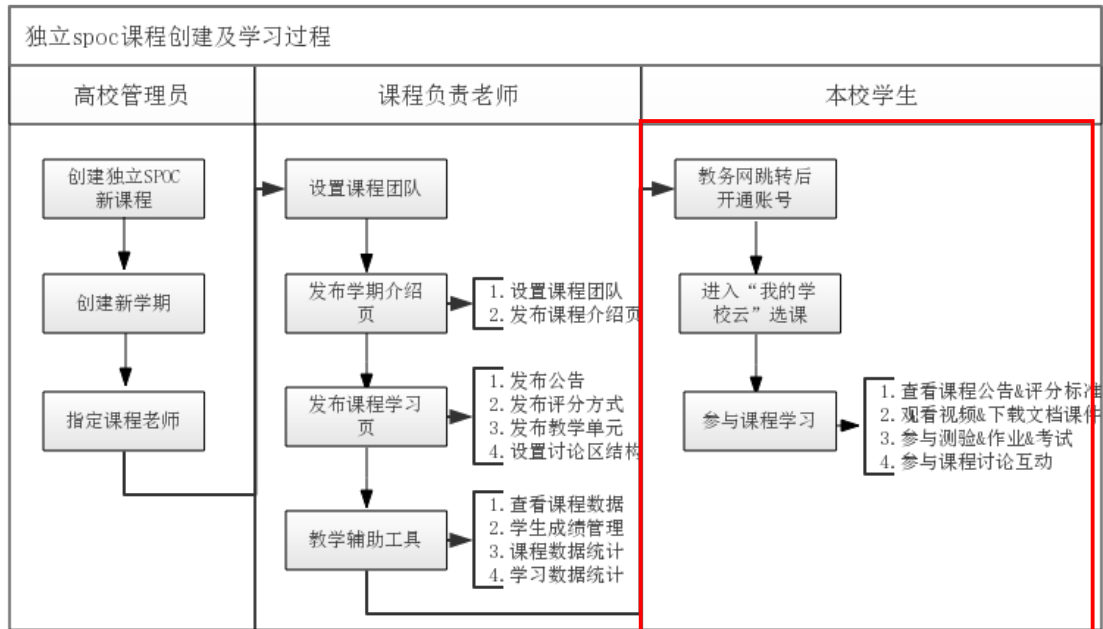 独立spoc课程创建及学习过程
高校管理员
课程负责老师
本校学生
创建独立SPOC
新课程
创建新学期
指定课程老师
设置课程团队
发布学期介绍
页
1. 设置课程团队
2. 发布课程介绍页
发布课程学习
页
1. 发布公告
2. 发布评分方式
3. 发布教学单元
4. 设置讨论区结构
教学辅助工具
1. 查看课程数据
2. 学生成绩管理
3. 课程数据统计
4. 学习数据统计
教务网跳转后
开通账号
进入“我的学
校云”选课
参与课程学习
1. 查看课程公告&评分标准
2. 观看视频&下载文档课件
3. 参与测验&作业&考试
4. 参与课程讨论互动